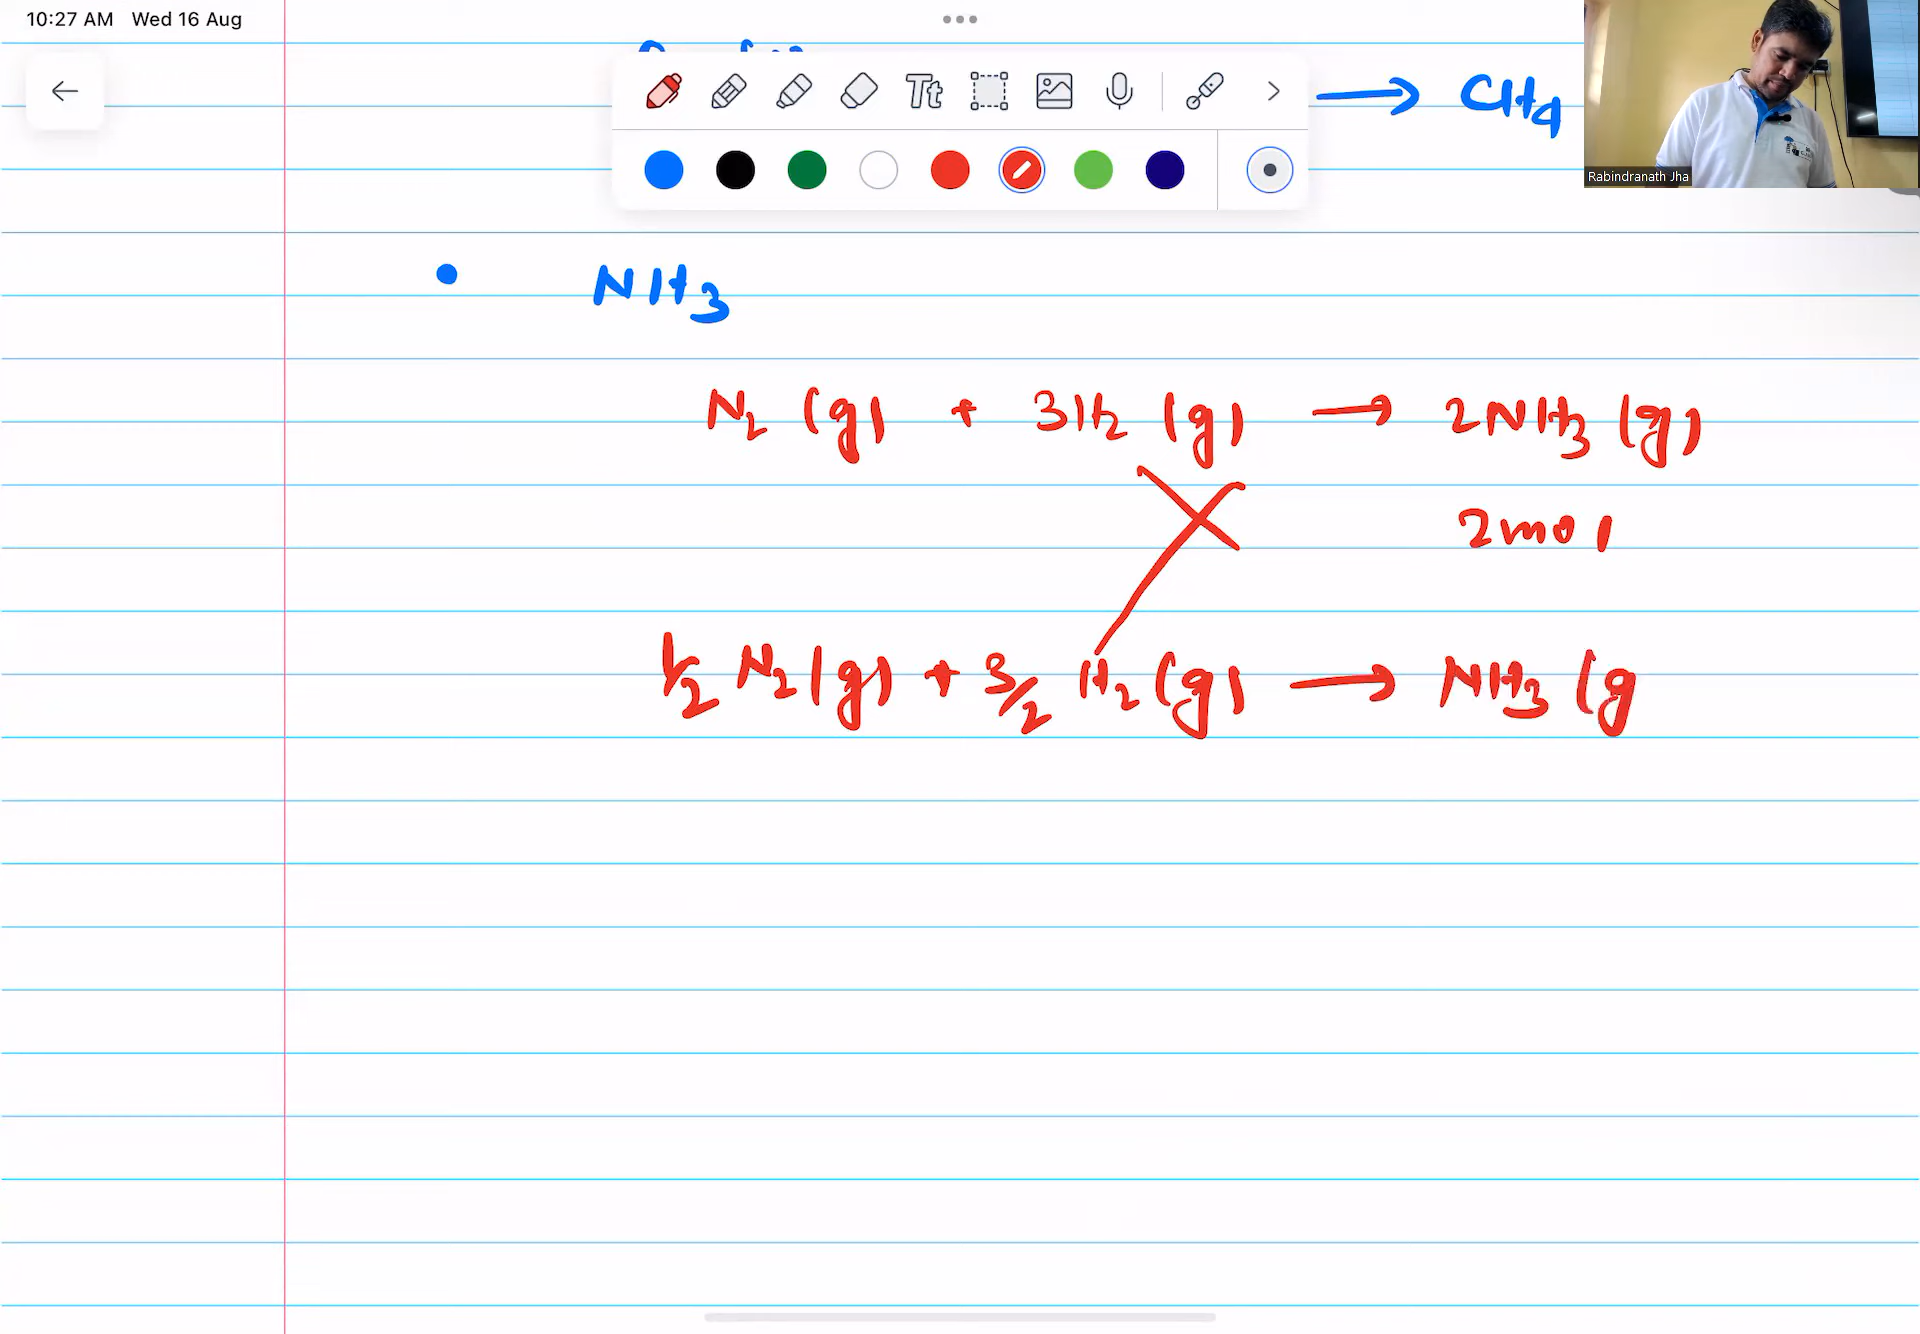 10:27 AM Wed 16 Aug
Tt
→ CH4
Rabindranath Jha
• NH3
N2 (g) + 3H2 (g) → 2NH3 (g)
2mol
1/2 N2 (g) + 3/2 H2 (g) → NH3 (g